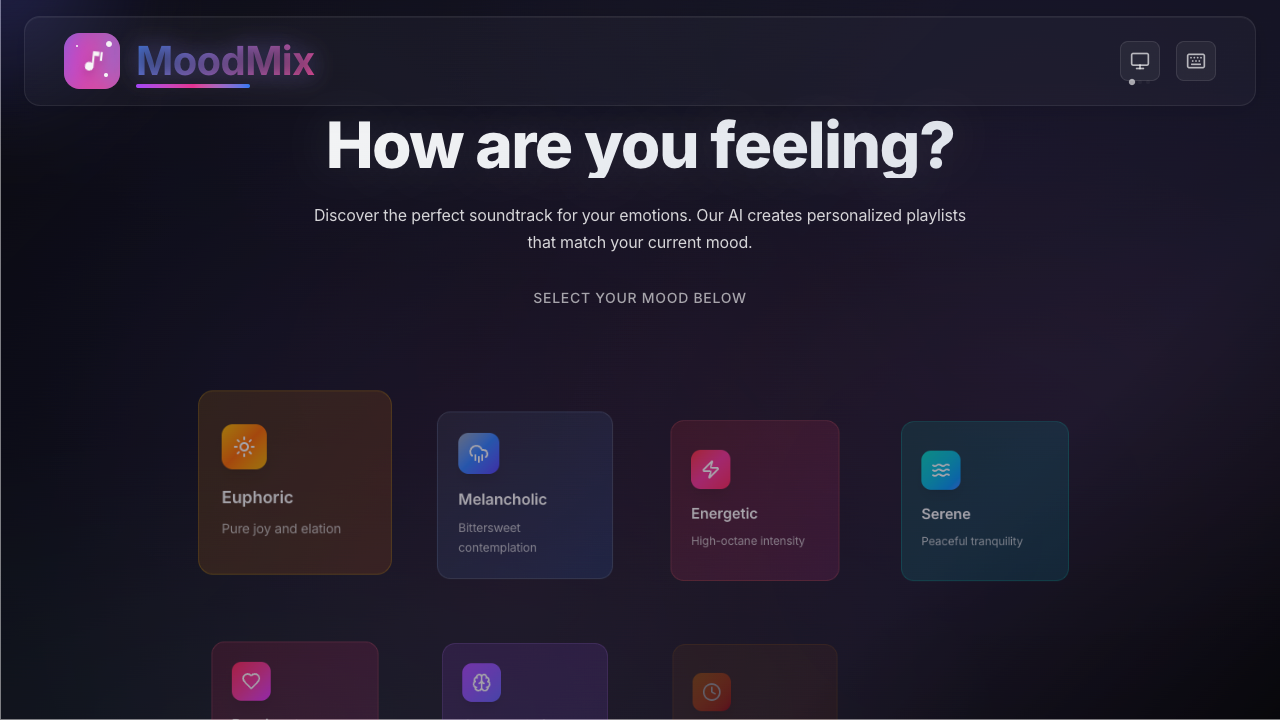 MoodMix
How are you feeling?
Discover the perfect soundtrack for your emotions. Our AI creates personalized playlists
that match your current mood.
SELECT YOUR MOOD BELOW
Euphoric
Pure joy and elation
Melancholic
Bittersweet
contemplation
Energetic
High-octane intensity
Serene
Peaceful tranquility